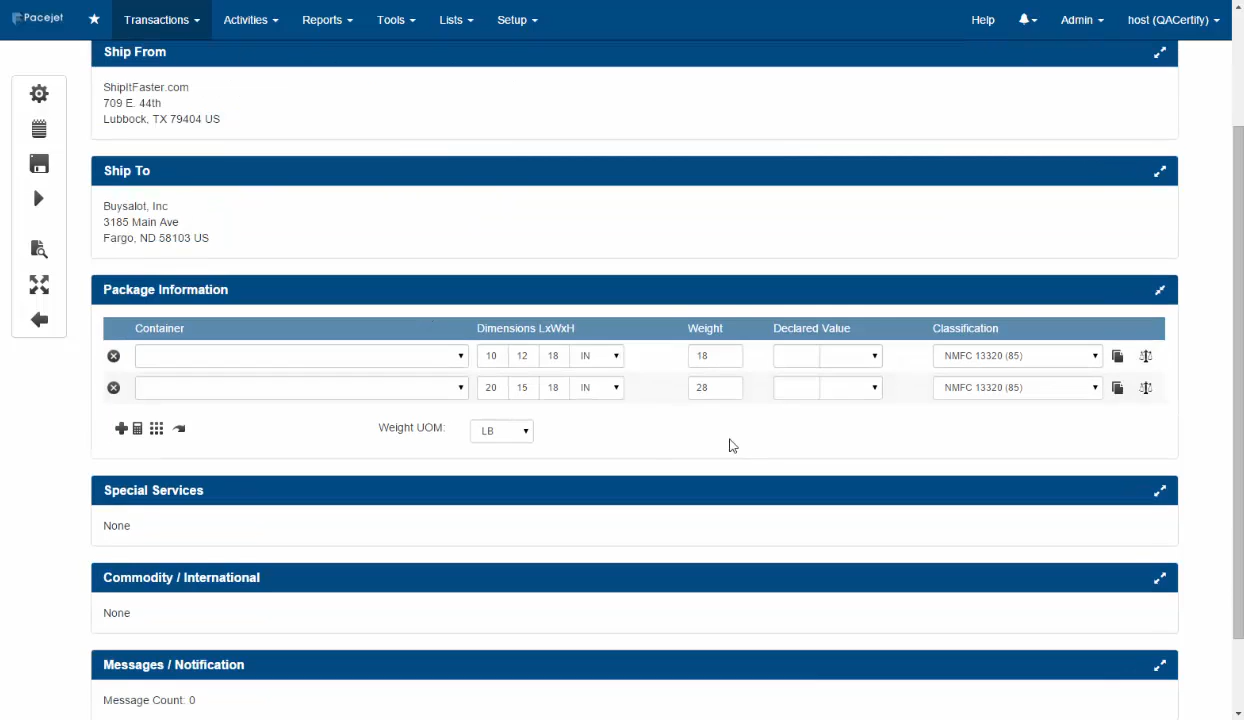 Pacejet Transactions Activities Reports Tools Lists Setup Help Admin host (QACertify)
Ship From
ShipItFaster.com
709 E. 44th
Lubbock, TX 79404 US
Ship To
Buysalot, Inc
3185 Main Ave
Fargo, ND 58103 US
Package Information
Container Dimensions LxWxH Weight Declared Value Classification
10 12 18 IN 18 NMFC 13320 (85)
20 15 18 IN 28 NMFC 13320 (85)
Weight UOM: LB
Special Services
None
Commodity / International
None
Messages / Notification
Message Count: 0